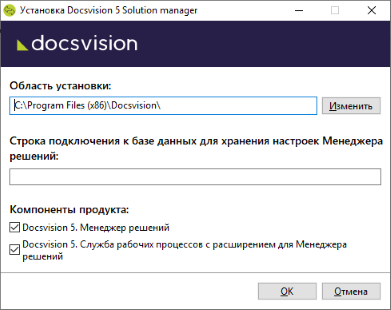 Установка Docsvision 5 Solution manager
docsvision
Область установки:
C:\Program Files (x86)\Docsvision\
Изменить
Строка подключения к базе данных для хранения настроек Менеджера
решений:
Компоненты продукта:
Docsvision 5. Менеджер решений
Docsvision 5. Служба рабочих процессов с расширением для Менеджера
решений
OK
Отмена